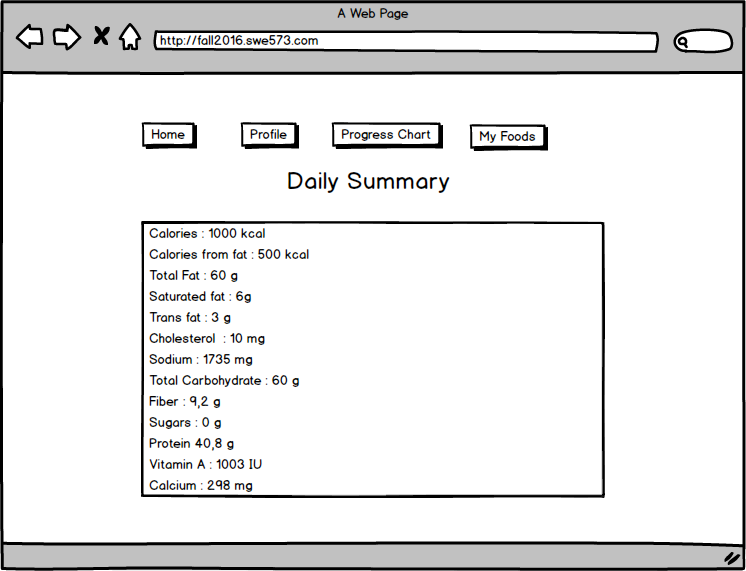 A Web Page
http://fall2016.swe573.com
Home Profile Progress Chart My Foods
Daily Summary
Calories : 1000 kcal
Calories from fat : 500 kcal
Total Fat : 60 g
Saturated fat : 6g
Trans fat : 3 g
Cholesterol  : 10 mg
Sodium : 1735 mg
Total Carbohydrate : 60 g
Fiber : 9,2 g
Sugars : 0 g
Protein 40,8 g
Vitamin A : 1003 IU
Calcium : 298 mg